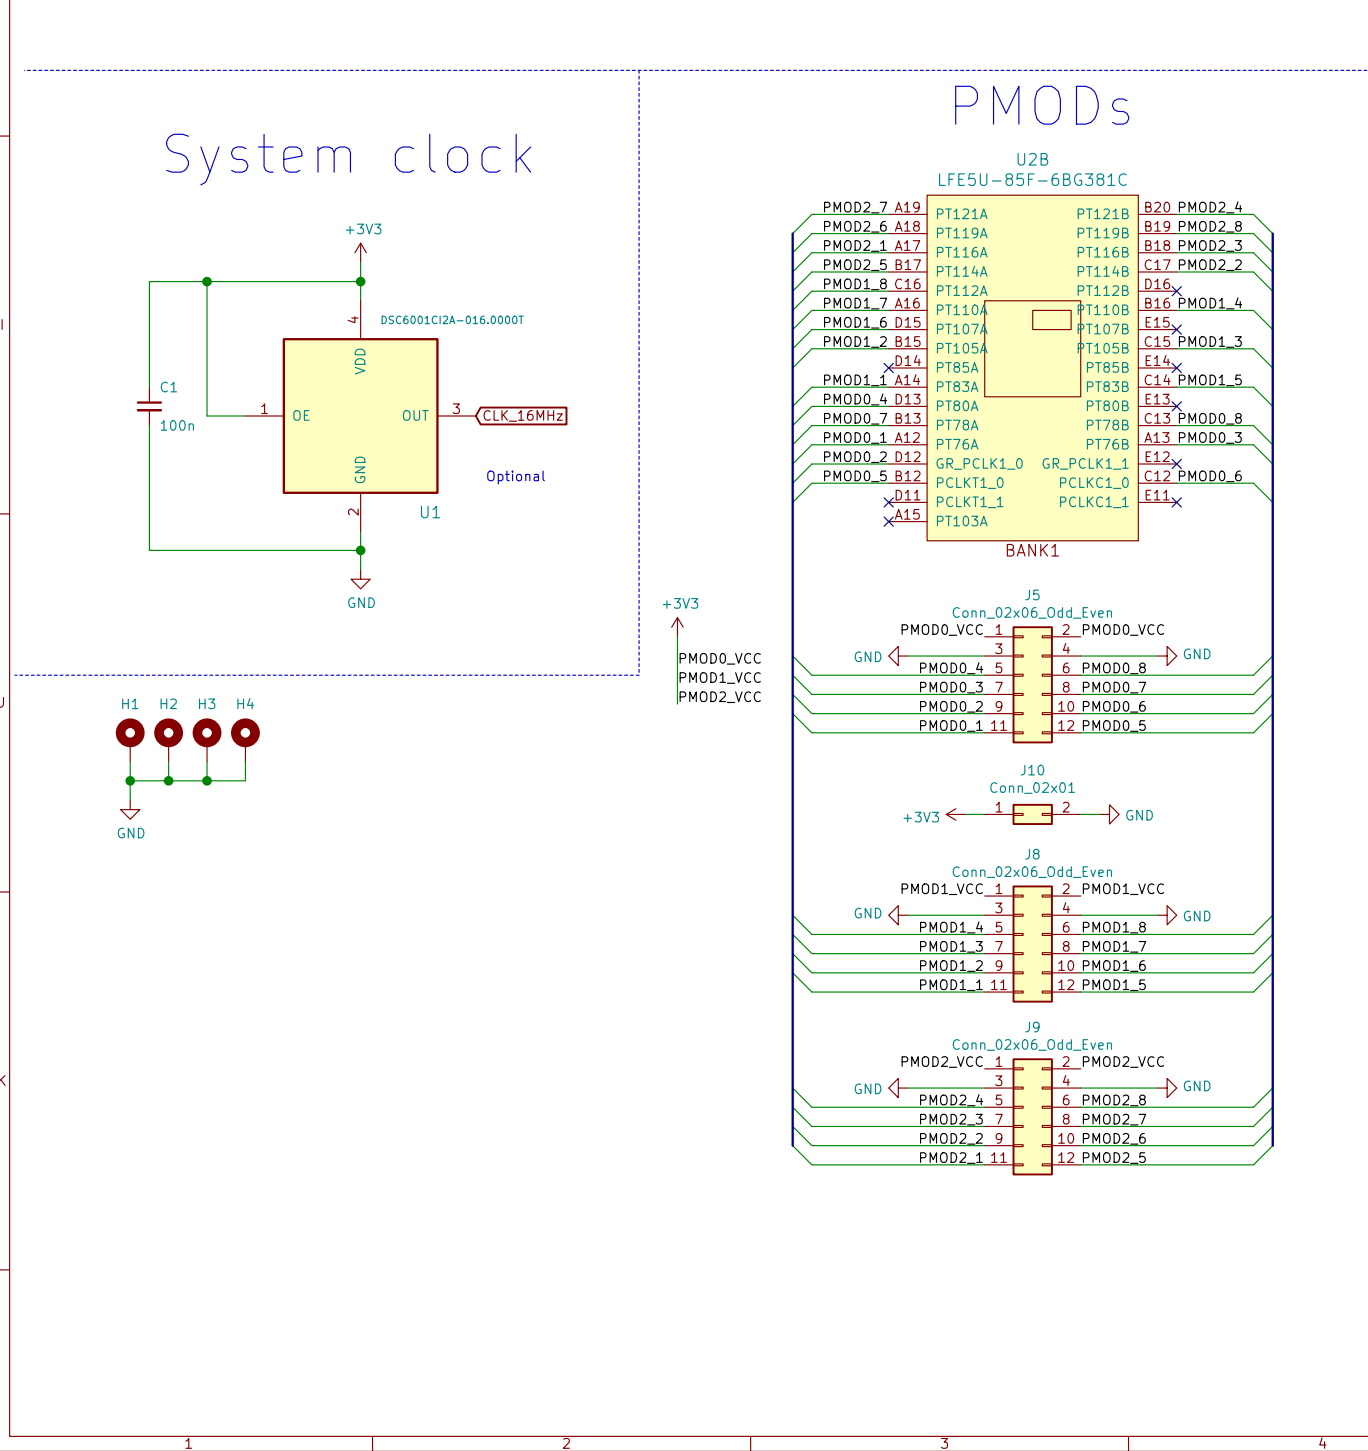 System clock
+3V3
4
DSC6001CI2A-016.0000T
VDD
C1
100n
1
OE
OUT
3
CLK_16MHz
GND
Optional
2
U1
GND
H1 H2 H3 H4
GND
+3V3
PMOD0_VCC
PMOD1_VCC
PMOD2_VCC
PMODs
U2B
LFE5U-85F-6BG381C
PMOD2_7 A19 PT121A PT121B B20 PMOD2_4
PMOD2_6 A18 PT119A PT119B B19 PMOD2_8
PMOD2_1 A17 PT116A PT116B B18 PMOD2_3
PMOD2_5 B17 PT114A PT114B C17 PMOD2_2
PMOD1_8 C16 PT112A PT112B D16
PMOD1_7 A16 PT110A PT110B B16 PMOD1_4
PMOD1_6 D15 PT107A PT107B E15
PMOD1_2 B15 PT105A PT105B C15 PMOD1_3
D14 PT85A PT85B E14
PMOD1_1 A14 PT83A PT83B C14 PMOD1_5
PMOD0_4 D13 PT80A PT80B E13
PMOD0_7 B13 PT78A PT78B C13 PMOD0_8
PMOD0_1 A12 PT76A PT76B A13 PMOD0_3
PMOD0_2 D12 GR_PCLK1_0 GR_PCLK1_1 E12
PMOD0_5 B12 PCLKT1_0 PCLKC1_0 C12 PMOD0_6
D11 PCLKT1_1 PCLKC1_1 E11
A15 PT103A
BANK1
J5
Conn_02x06_Odd_Even
PMOD0_VCC 1 2 PMOD0_VCC
GND 3 4 GND
PMOD0_4 5 6 PMOD0_8
PMOD0_3 7 8 PMOD0_7
PMOD0_2 9 10 PMOD0_6
PMOD0_1 11 12 PMOD0_5
J10
Conn_02x01
+3V3 1 2 GND
J8
Conn_02x06_Odd_Even
PMOD1_VCC 1 2 PMOD1_VCC
GND 3 4 GND
PMOD1_4 5 6 PMOD1_8
PMOD1_3 7 8 PMOD1_7
PMOD1_2 9 10 PMOD1_6
PMOD1_1 11 12 PMOD1_5
J9
Conn_02x06_Odd_Even
PMOD2_VCC 1 2 PMOD2_VCC
GND 3 4 GND
PMOD2_4 5 6 PMOD2_8
PMOD2_3 7 8 PMOD2_7
PMOD2_2 9 10 PMOD2_6
PMOD2_1 11 12 PMOD2_5
1 2 3 4